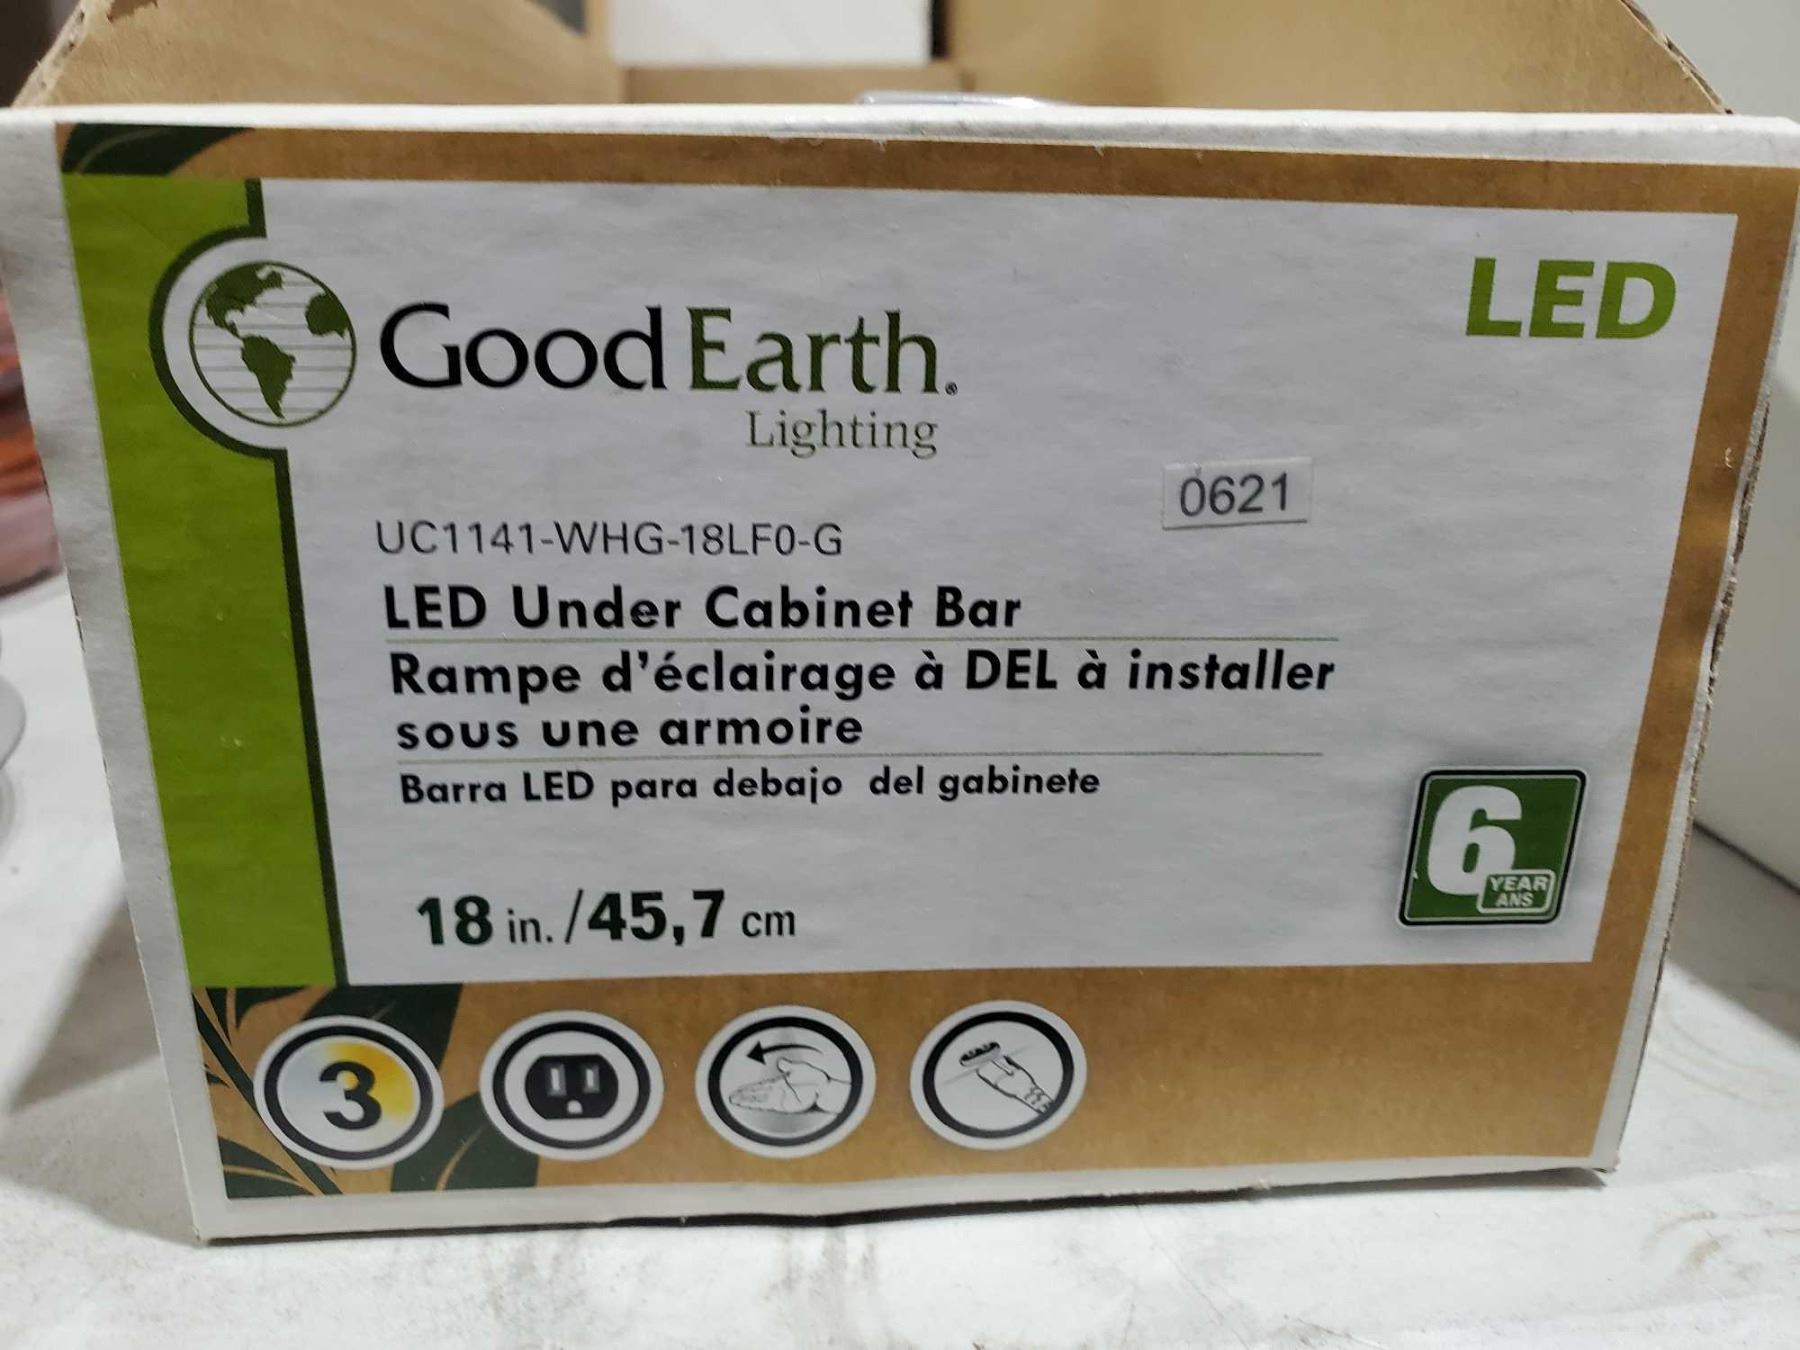 LED
Good Earth®
Lighting
0621
UC1141-WHG-18LF0-G
LED Under Cabinet Bar
Rampe d'éclairage à DEL à installer
sous une armoire
Barra LED para debajo del gabinete
6
YEAR
ANS
18 in./45,7 cm
3